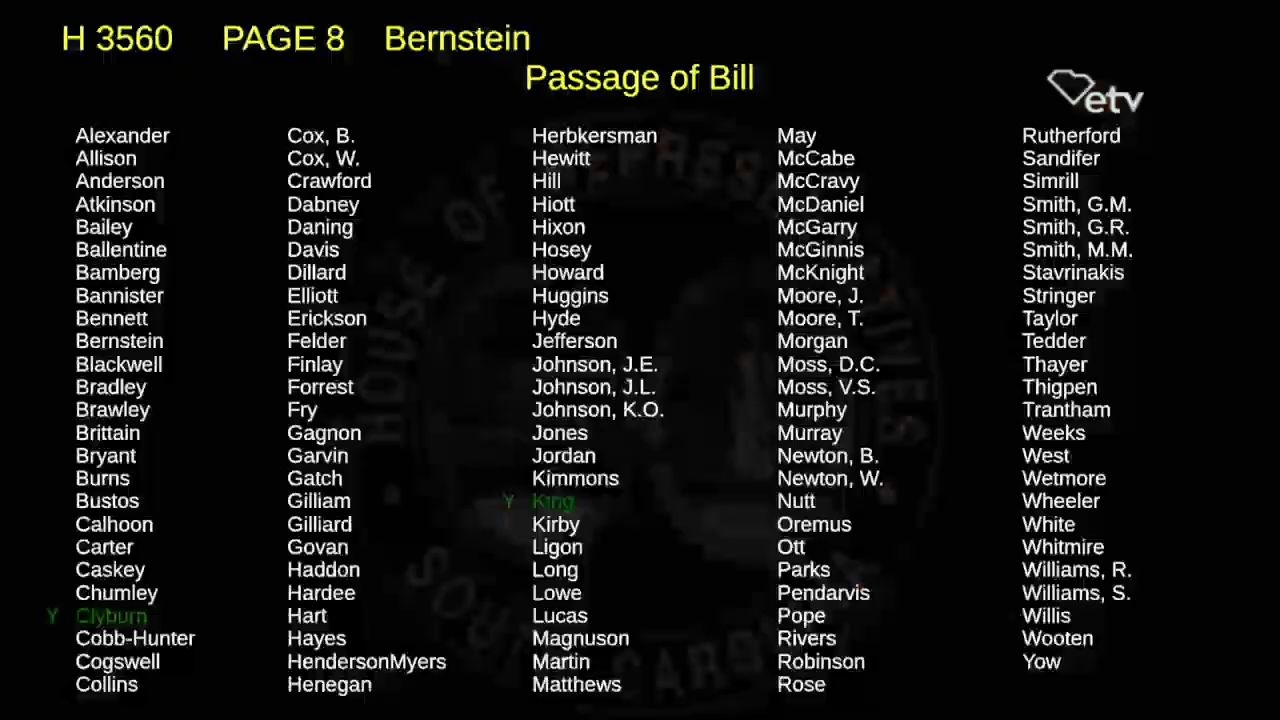 H 3560 PAGE 8 Bernstein
Passage of Bill
etv
Alexander
Allison
Anderson
Atkinson
Bailey
Ballentine
Bamberg
Bannister
Bennett
Bernstein
Blackwell
Bradley
Brawley
Brittain
Bryant
Burns
Bustos
Calhoon
Carter
Caskey
Chumley
Y Clyburn
Cobb-Hunter
Cogswell
Collins
Cox, B.
Cox, W.
Crawford
Dabney
Daning
Davis
Dillard
Elliott
Erickson
Felder
Finlay
Forrest
Fry
Gagnon
Garvin
Gatch
Gilliam
Gilliard
Govan
Haddon
Hardee
Hart
Hayes
HendersonMyers
Henegan
Herbkersman
Hewitt
Hill
Hiott
Hixon
Hosey
Howard
Huggins
Hyde
Jefferson
Johnson, J.E.
Johnson, J.L.
Johnson, K.O.
Jones
Jordan
Kimmons
Y King
Kirby
Ligon
Long
Lowe
Lucas
Magnuson
Martin
Matthews
May
McCabe
McCravy
McDaniel
McGarry
McGinnis
McKnight
Moore, J.
Moore, T.
Morgan
Moss, D.C.
Moss, V.S.
Murphy
Murray
Newton, B.
Newton, W.
Nutt
Oremus
Ott
Parks
Pendarvis
Pope
Rivers
Robinson
Rose
Rutherford
Sandifer
Simrill
Smith, G.M.
Smith, G.R.
Smith, M.M.
Stavrinakis
Stringer
Taylor
Tedder
Thayer
Thigpen
Trantham
Weeks
West
Wetmore
Wheeler
White
Whitmire
Williams, R.
Williams, S.
Willis
Wooten
Yow
HOUSE OF
SOUTH CAROLINA